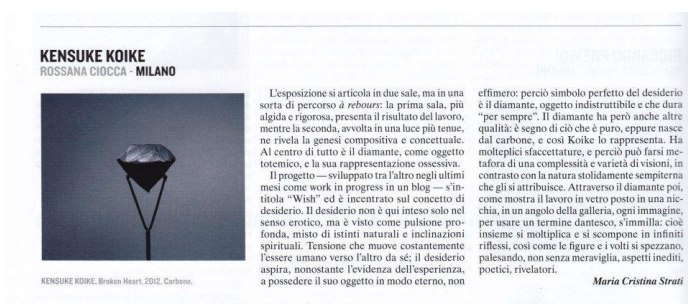 KENSUKE KOIKE
ROSSANA CIOCCA - MILANO
KENSUKE KOIKE, Broken Heart, 2012, Carbone.
L'esposizione si articola in due sale, ma in una
sorta di percorso à rebours: la prima sala, più
algida e rigorosa, presenta il risultato del lavoro,
mentre la seconda, avvolta in una luce più tenue,
ne rivela la genesi compositiva e concettuale.
Al centro di tutto è il diamante, come oggetto
totemico, e la sua rappresentazione ossessiva.
Il progetto — sviluppato tra l'altro negli ultimi
mesi come work in progress in un blog — s'in-
titola "Wish" ed è incentrato sul concetto di
desiderio. Il desiderio non è qui inteso solo nel
senso erotico, ma è visto come pulsione pro-
fonda, misto di istinti naturali e inclinazioni
spirituali. Tensione che muove costantemente
l'essere umano verso l'altro da sé; il desiderio
aspira, nonostante l'evidenza dell'esperienza,
a possedere il suo oggetto in modo eterno, non
effimero: perciò simbolo perfetto del desiderio
è il diamante, oggetto indistruttibile e che dura
"per sempre". Il diamante ha però anche altre
qualità: è segno di ciò che è puro, eppure nasce
dal carbone, e così Koike lo rappresenta. Ha
molteplici sfaccettature, e perciò può farsi me-
tafora di una complessità e varietà di visioni, in
contrasto con la natura stolidamente sempiterna
che gli si attribuisce. Attraverso il diamante poi,
come mostra il lavoro in vetro posto in una nic-
chia, in un angolo della galleria, ogni immagine,
per usare un termine dantesco, s'immilla: cioè
insieme si moltiplica e si scompone in infiniti
riflessi, così come le figure e i volti si spezzano,
palesando, non senza meraviglia, aspetti inediti,
poetici, rivelatori.
Maria Cristina Strati